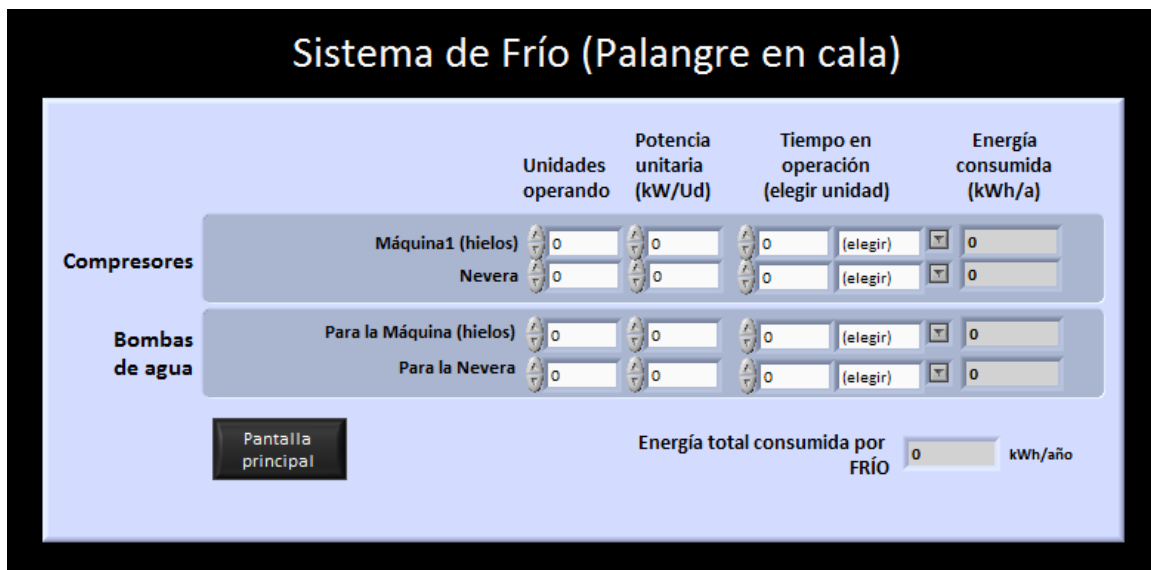 Sistema de Frío (Palangre en cala)
Unidades
operando
Potencia
unitaria
(kW/Ud)
Tiempo en
operación
(elegir unidad)
Energía
consumida
(kWh/a)
Compresores
Máquina1 (hielos) 0 0 0 (elegir) 0
Nevera 0 0 0 (elegir) 0
Bombas
de agua
Para la Máquina (hielos) 0 0 0 (elegir) 0
Para la Nevera 0 0 0 (elegir) 0
Pantalla
principal
Energía total consumida por
FRÍO
0 kWh/año